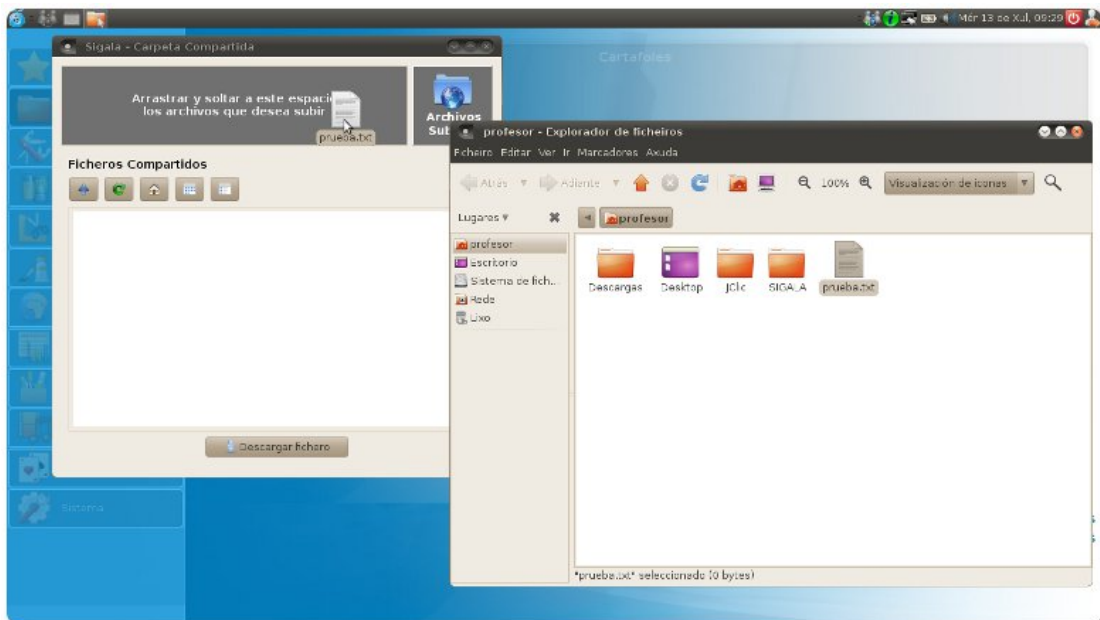 Mér 13 de Xul, 09:29
Cartafoles
Sigala - Carpeta Compartida
Arrastrar y soltar a este espaci
los archivos que desea subir
prueba.txt
Archivos
Sub
Ficheros Compartidos
Descargar fichero
Sistema
profesor - Explorador de ficheiros
Ficheiro Editar Ver Ir Marcadores Axuda
Atrás Adiante 100% Visualización de iconas
Lugares
profesor
profesor
Escritorio
Sistema de fich...
Rede
Lixo
Descargas Desktop JClic SIGALA prueba.txt
"prueba.txt" seleccionado (0 bytes)